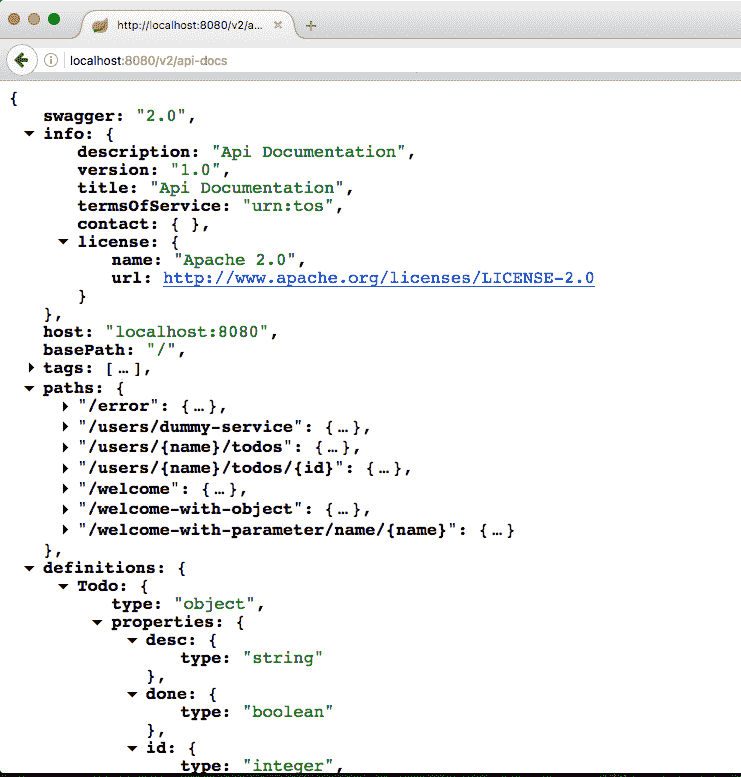 http://localhost:8080/v2/a...
localhost:8080/v2/api-docs
{
swagger: "2.0",
info: {
description: "Api Documentation",
version: "1.0",
title: "Api Documentation",
termsOfService: "urn:tos",
contact: { },
license: {
name: "Apache 2.0",
url: http://www.apache.org/licenses/LICENSE-2.0
}
},
host: "localhost:8080",
basePath: "/",
tags: […],
paths: {
"/error": {…},
"/users/dummy-service": {…},
"/users/{name}/todos": {…},
"/users/{name}/todos/{id}": {…},
"/welcome": {…},
"/welcome-with-object": {…},
"/welcome-with-parameter/name/{name}": {…}
},
definitions: {
Todo: {
type: "object",
properties: {
desc: {
type: "string"
},
done: {
type: "boolean"
},
id: {
type: "integer",